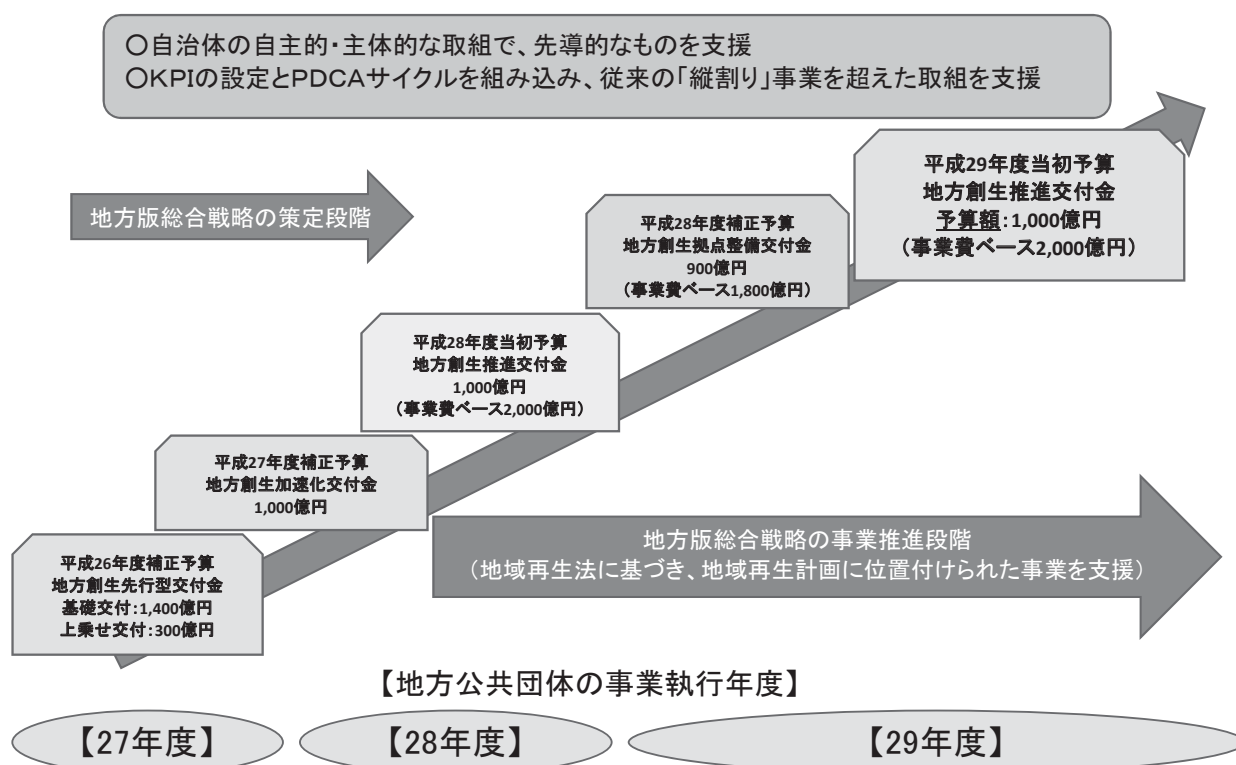 ○自治体の自主的・主体的な取組で、先導的なものを支援
○KPIの設定とPDCAサイクルを組み込み、従来の「縦割り」事業を超えた取組を支援
地方版総合戦略の策定段階
平成29年度当初予算
地方創生推進交付金
予算額:1,000億円
(事業費ベース2,000億円)
平成28年度補正予算
地方創生拠点整備交付金
900億円
(事業費ベース1,800億円)
平成28年度当初予算
地方創生推進交付金
1,000億円
(事業費ベース2,000億円)
平成27年度補正予算
地方創生加速化交付金
1,000億円
平成26年度補正予算
地方創生先行型交付金
基礎交付:1,400億円
上乗せ交付:300億円
地方版総合戦略の事業推進段階
(地域再生法に基づき、地域再生計画に位置付けられた事業を支援)
【地方公共団体の事業執行年度】
【27年度】
【28年度】
【29年度】